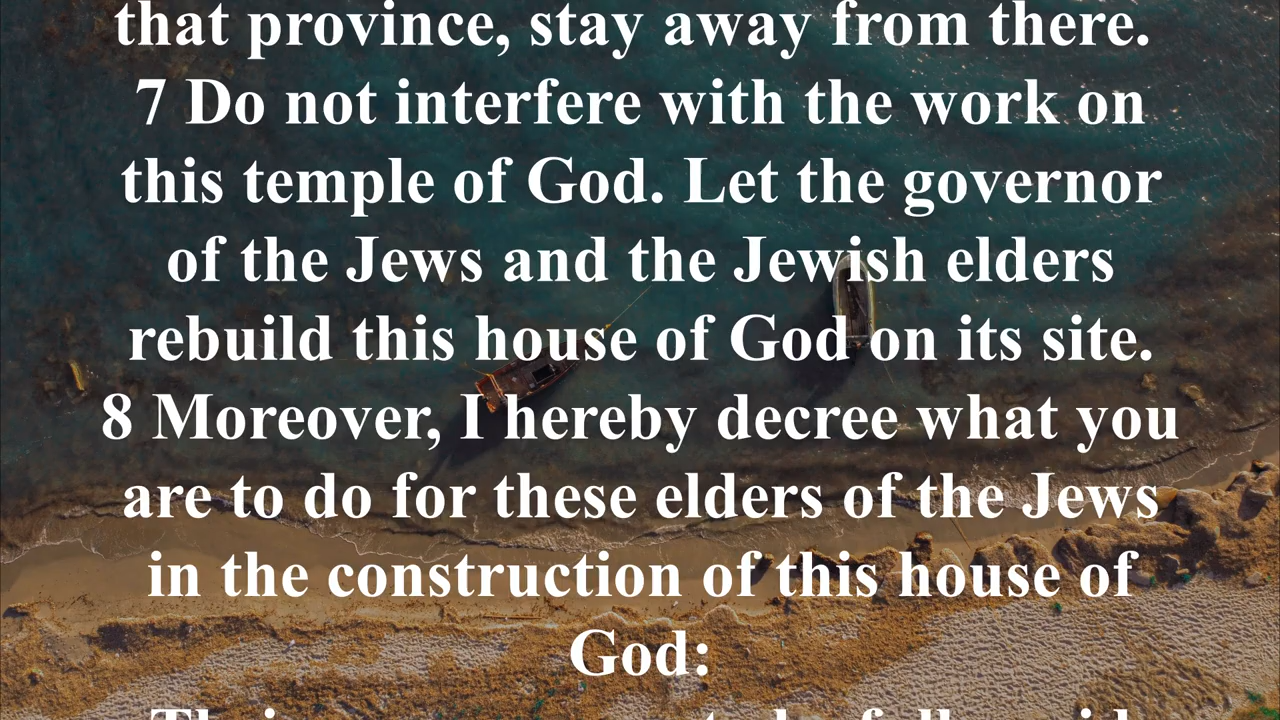 that province, stay away from there.
7 Do not interfere with the work on
this temple of God. Let the governor
of the Jews and the Jewish elders
rebuild this house of God on its site.
8 Moreover, I hereby decree what you
are to do for these elders of the Jews
in the construction of this house of
God: